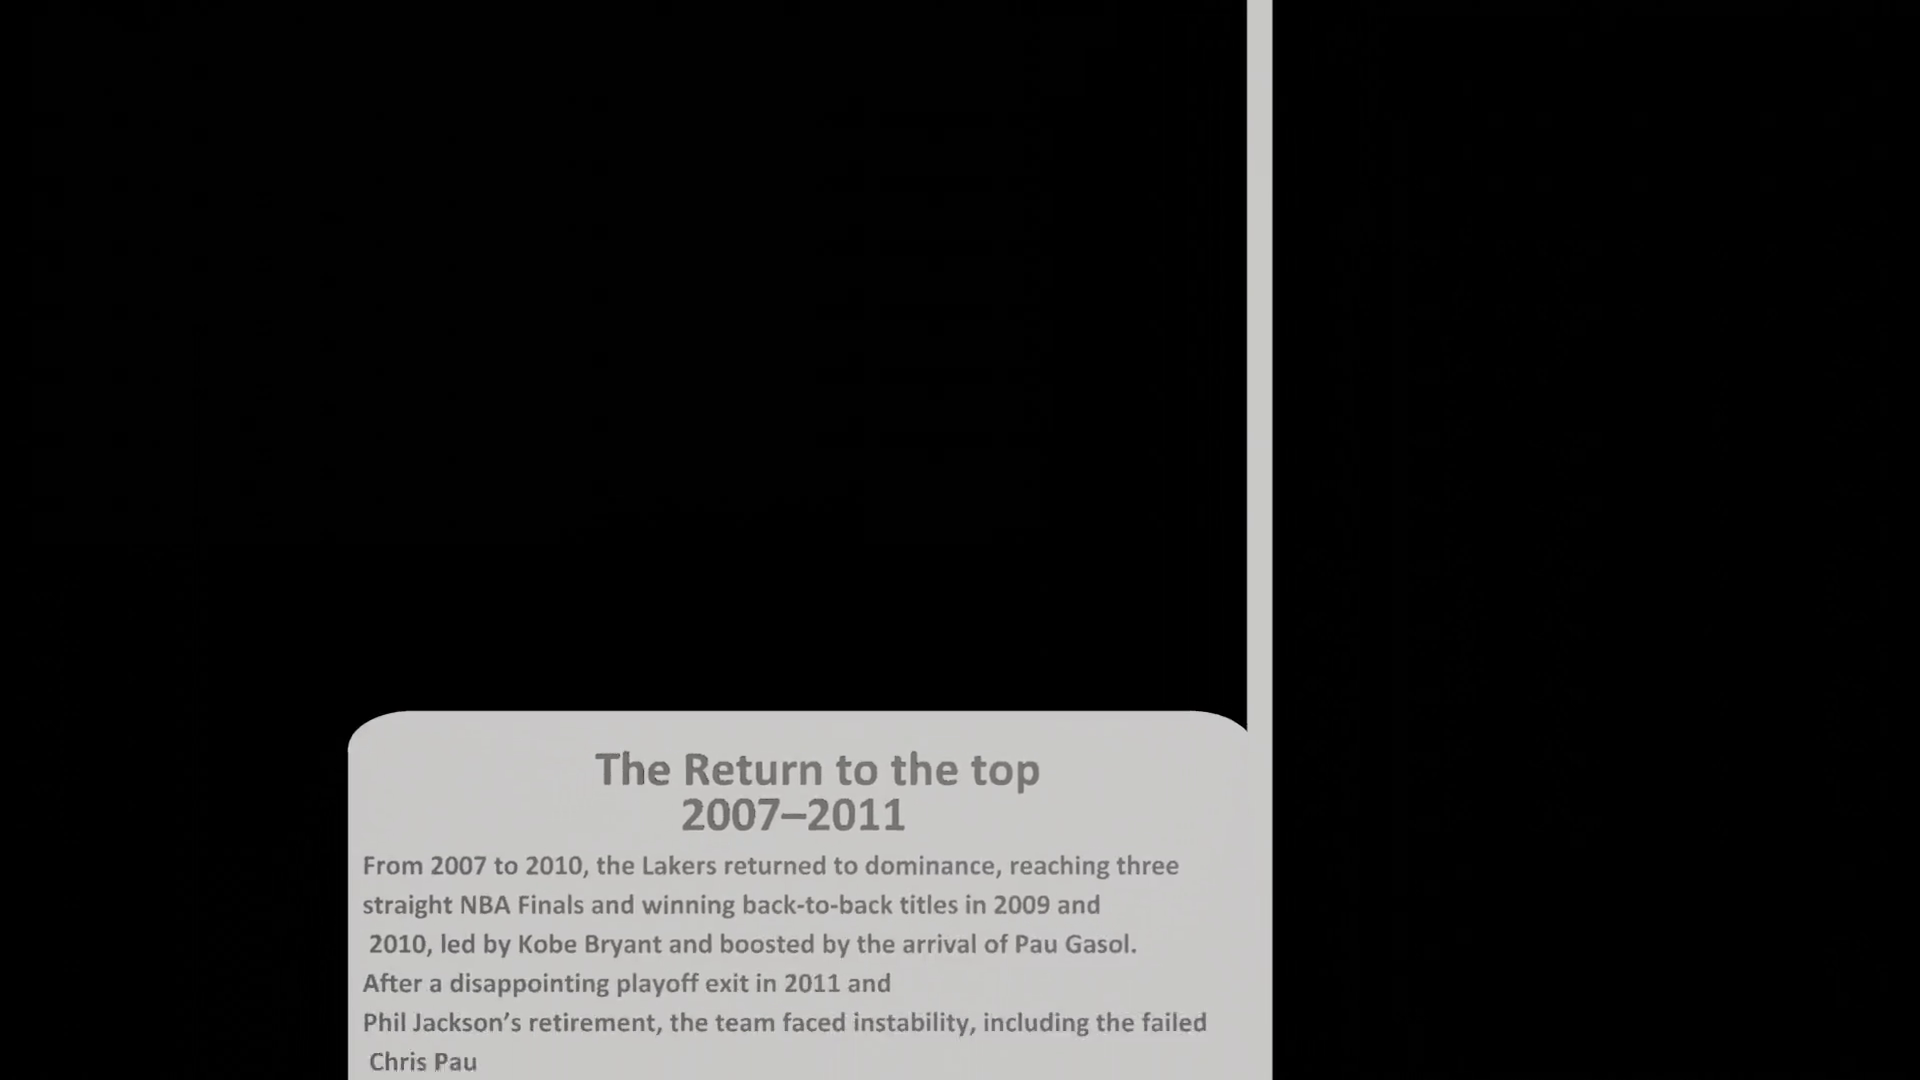 The Return to the top
2007–2011
From 2007 to 2010, the Lakers returned to dominance, reaching three
straight NBA Finals and winning back-to-back titles in 2009 and
2010, led by Kobe Bryant and boosted by the arrival of Pau Gasol.
After a disappointing playoff exit in 2011 and
Phil Jackson’s retirement, the team faced instability, including the failed
Chris Pau